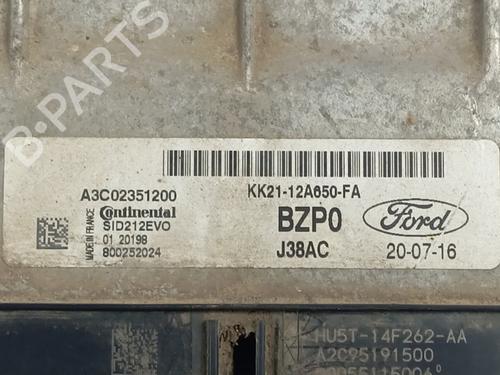 B-PARTS
A3C02351200
KK21-12A650-FA
MADE IN FRANCE
Continental
SID212EVO
01 20198
800252024
BZP0
J38AC
Ford
20-07-16
HU5T-14F262-AA
A2C95191500